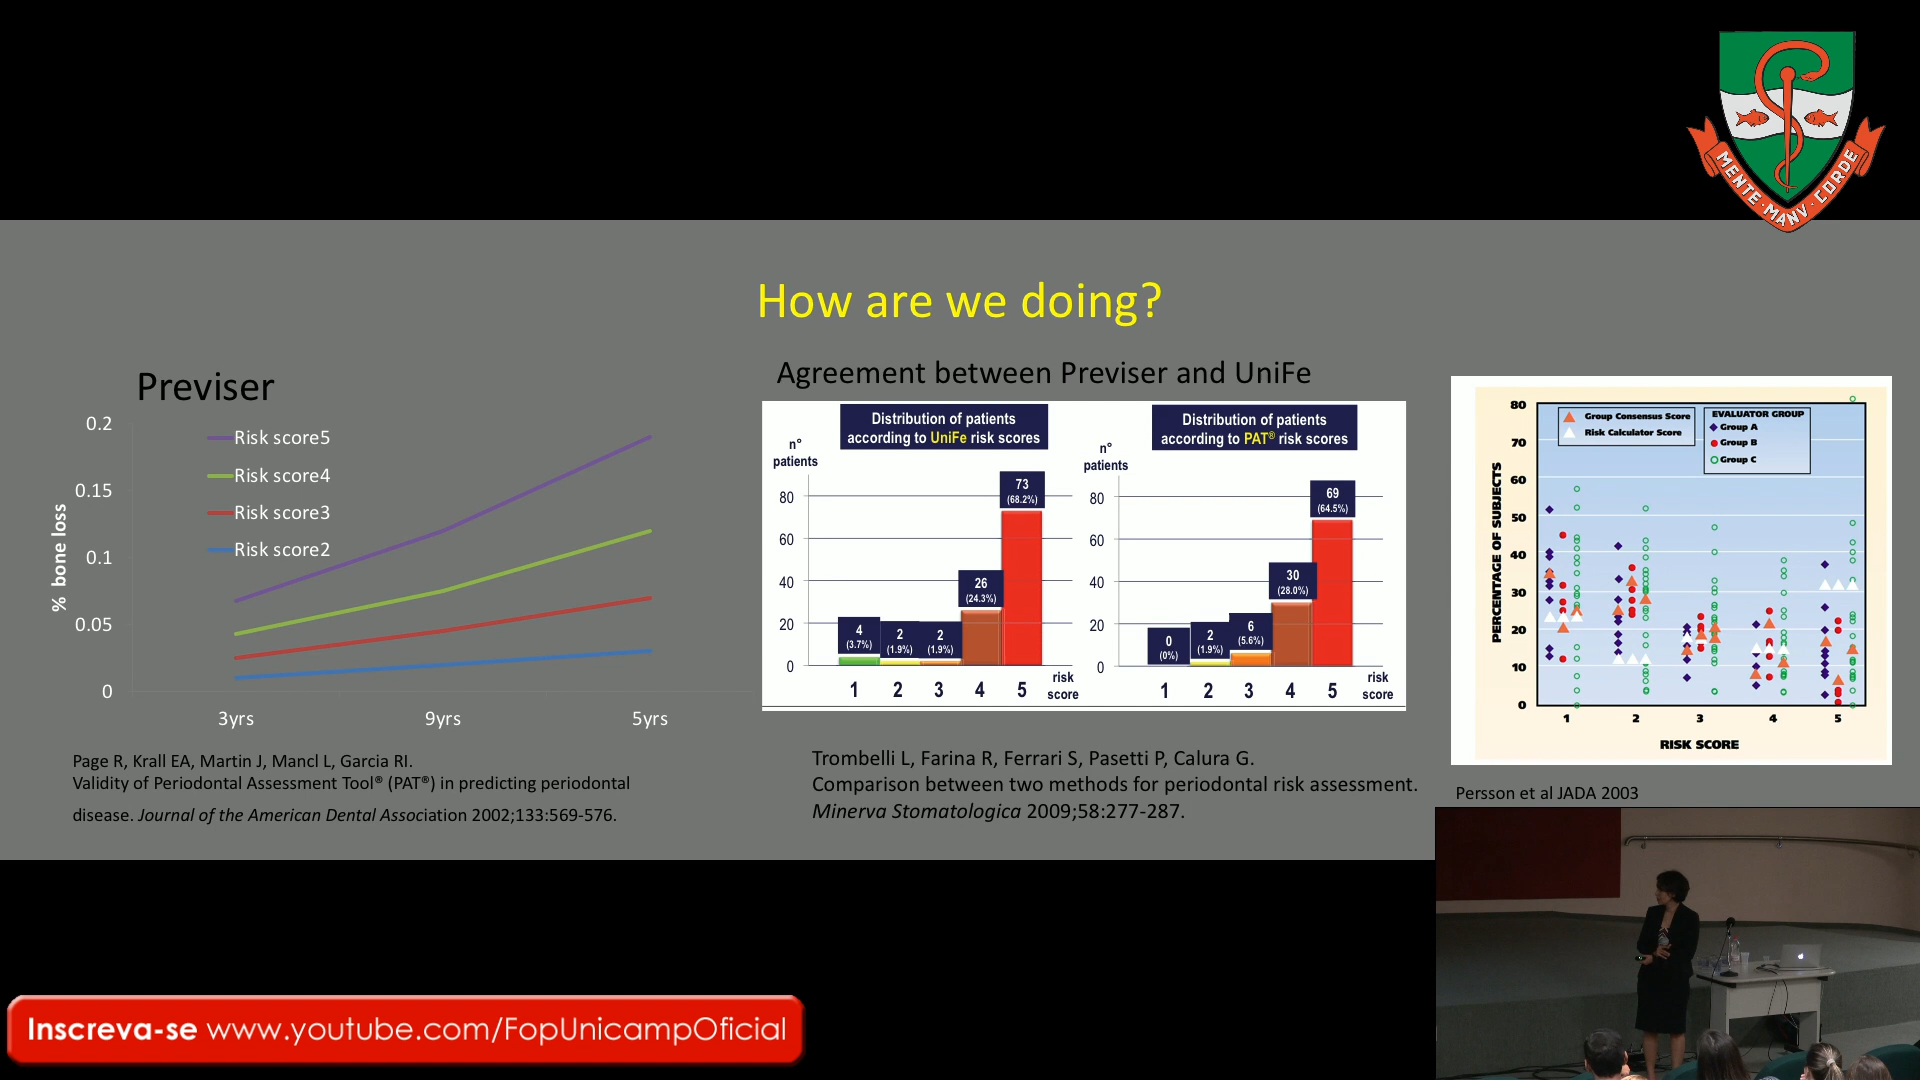 MENTE · MANV · CORDE
How are we doing?
Previser
0.2
0.15
0.1
0.05
0
% bone loss
Risk score5
Risk score4
Risk score3
Risk score2
3yrs 9yrs 5yrs
Page R, Krall EA, Martin J, Mancl L, Garcia RI.
Validity of Periodontal Assessment Tool® (PAT®) in predicting periodontal
disease. Journal of the American Dental Association 2002;133:569-576.
Agreement between Previser and UniFe
Distribution of patients
according to UniFe risk scores
n°
patients
80
60
40
20
0
4
(3.7%)
2
(1.9%)
2
(1.9%)
26
(24.3%)
73
(68.2%)
1 2 3 4 5
risk
score
Distribution of patients
according to PAT® risk scores
n°
patients
80
60
40
20
0
0
(0%)
2
(1.9%)
6
(5.6%)
30
(28.0%)
69
(64.5%)
1 2 3 4 5
risk
score
Trombelli L, Farina R, Ferrari S, Pasetti P, Calura G.
Comparison between two methods for periodontal risk assessment.
Minerva Stomatologica 2009;58:277-287.
Group Consensus Score
Risk Calculator Score
EVALUATOR GROUP
Group A
Group B
Group C
PERCENTAGE OF SUBJECTS
80
70
60
50
40
30
20
10
0
1 2 3 4 5
RISK SCORE
Persson et al JADA 2003
Inscreva-se www.youtube.com/FopUnicampOficial